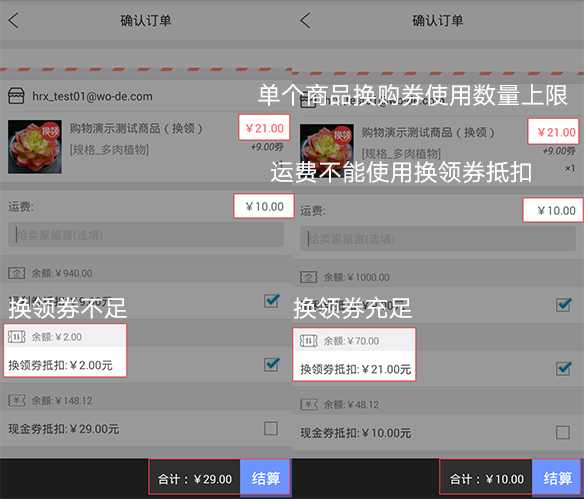 确认订单
hrx_test01@wo-de.com
购物演示测试商品（换领）
换领
￥21.00
[规格_多肉植物]
+9.00券
运费:
￥10.00
给卖家留言(选填)
余额:￥940.00
换领券不足
余额:￥2.00
换领券抵扣:￥2.00元
余额:￥148.12
现金券抵扣:￥29.00元
合计：￥29.00
结算
确认订单
单个商品换购券使用数量上限
购物演示测试商品（换领）
换领
￥21.00
[规格_多肉植物]
+9.00券
×1
运费不能使用换领券抵扣
运费:
￥10.00
给卖家留言(选填)
余额:￥1000.00
换领券充足
余额:￥70.00
换领券抵扣:￥21.00元
余额:￥48.12
现金券抵扣:￥10.00元
合计：￥10.00
结算